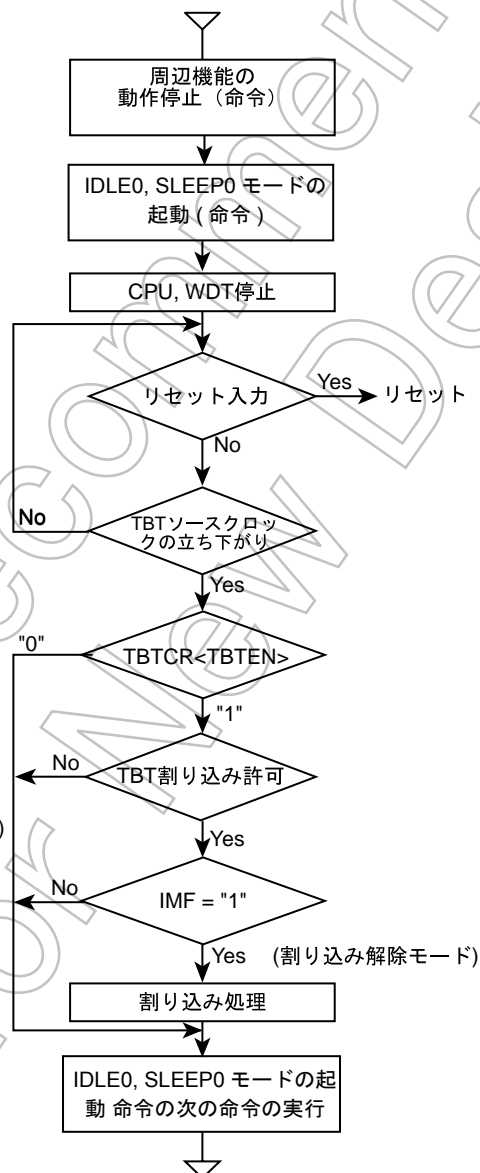 周辺機能の
動作停止（命令）
IDLE0, SLEEP0 モードの
起動 ( 命令 )
CPU, WDT停止
リセット入力
Yes
リセット
No
No
TBTソースクロッ
クの立ち下がり
Yes
"0"
TBTCR<TBTEN>
"1"
No
TBT割り込み許可
)
Yes
No
IMF = "1"
Yes
(割り込み解除モード)
割り込み処理
IDLE0, SLEEP0 モードの起
動 命令の次の命令の実行